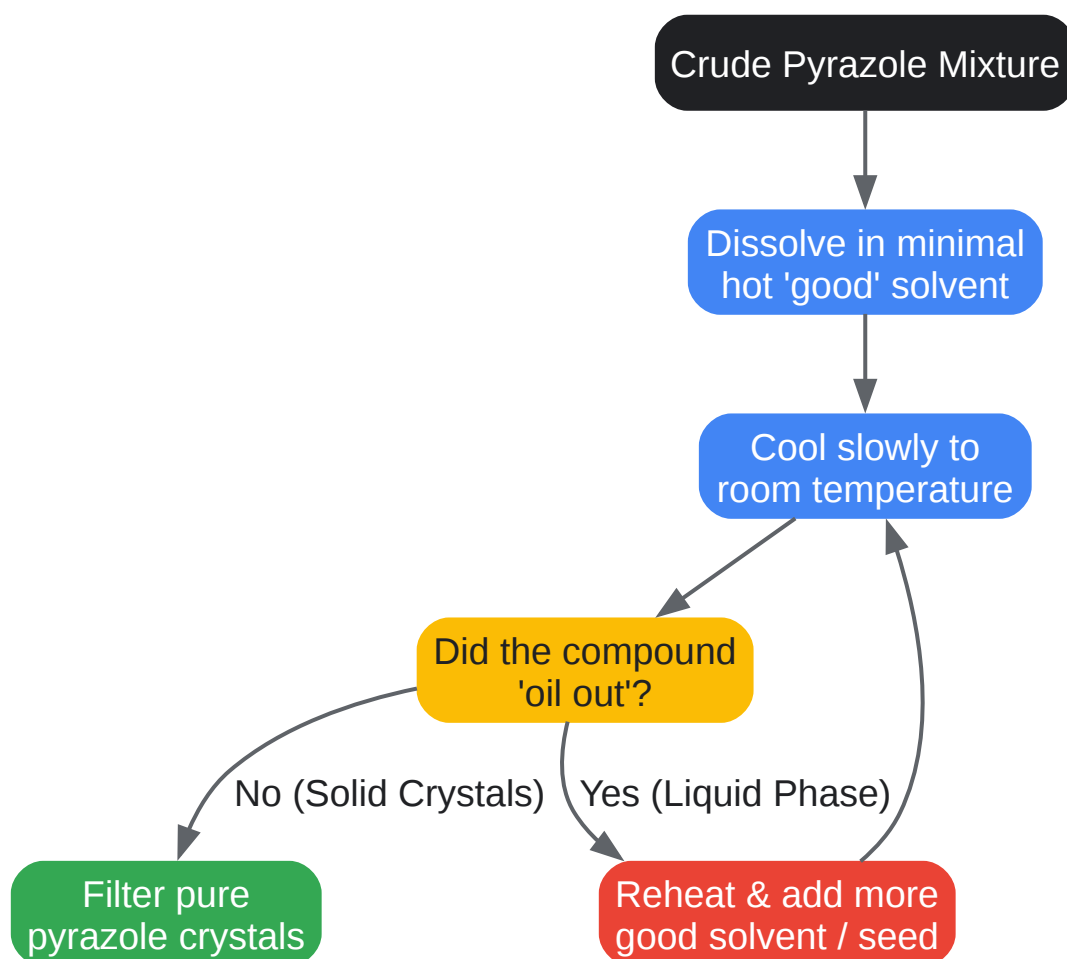 Crude Pyrazole Mixture
Dissolve in minimal
hot 'good' solvent
Cool slowly to
room temperature
Did the compound
'oil out'?
No (Solid Crystals)
Yes (Liquid Phase)
Filter pure
pyrazole crystals
Reheat & add more
good solvent / seed